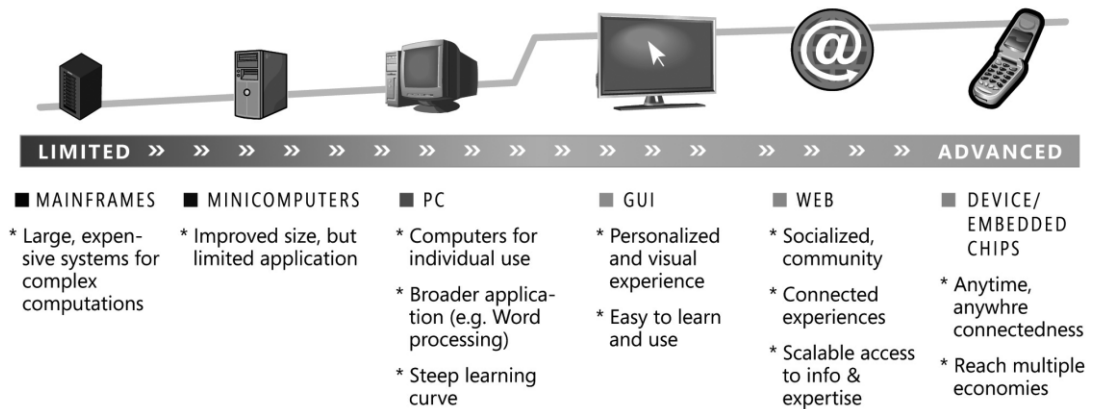 @
LIMITED » » » » » » » » » » » » » » » » » ADVANCED
■ MAINFRAMES
* Large, expen-
sive systems for
complex
computations
■ MINICOMPUTERS
* Improved size, but
limited application
■ PC
* Computers for
individual use
* Broader applica-
tion (e.g. Word
processing)
* Steep learning
curve
■ GUI
* Personalized
and visual
experience
* Easy to learn
and use
■ WEB
* Socialized,
community
* Connected
experiences
* Scalable access
to info &
expertise
■ DEVICE/
EMBEDDED
CHIPS
* Anytime,
anywhre
connectedness
* Reach multiple
economies